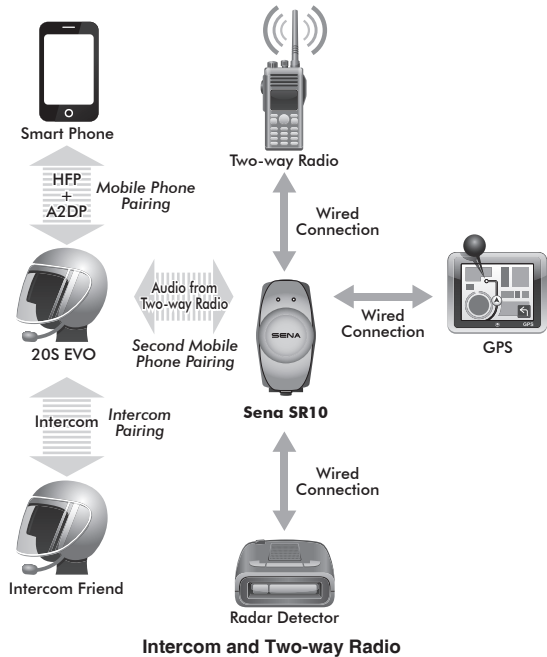 Smart Phone
Two-way Radio
HFP
+
A2DP
Mobile Phone
Pairing
Wired
Connection
Audio from
Two-way Radio
20S EVO
Second Mobile
Phone Pairing
SENA
Wired
Connection
GPS
GPS
Sena SR10
Intercom
Intercom
Pairing
Wired
Connection
Intercom Friend
Radar Detector
Intercom and Two-way Radio